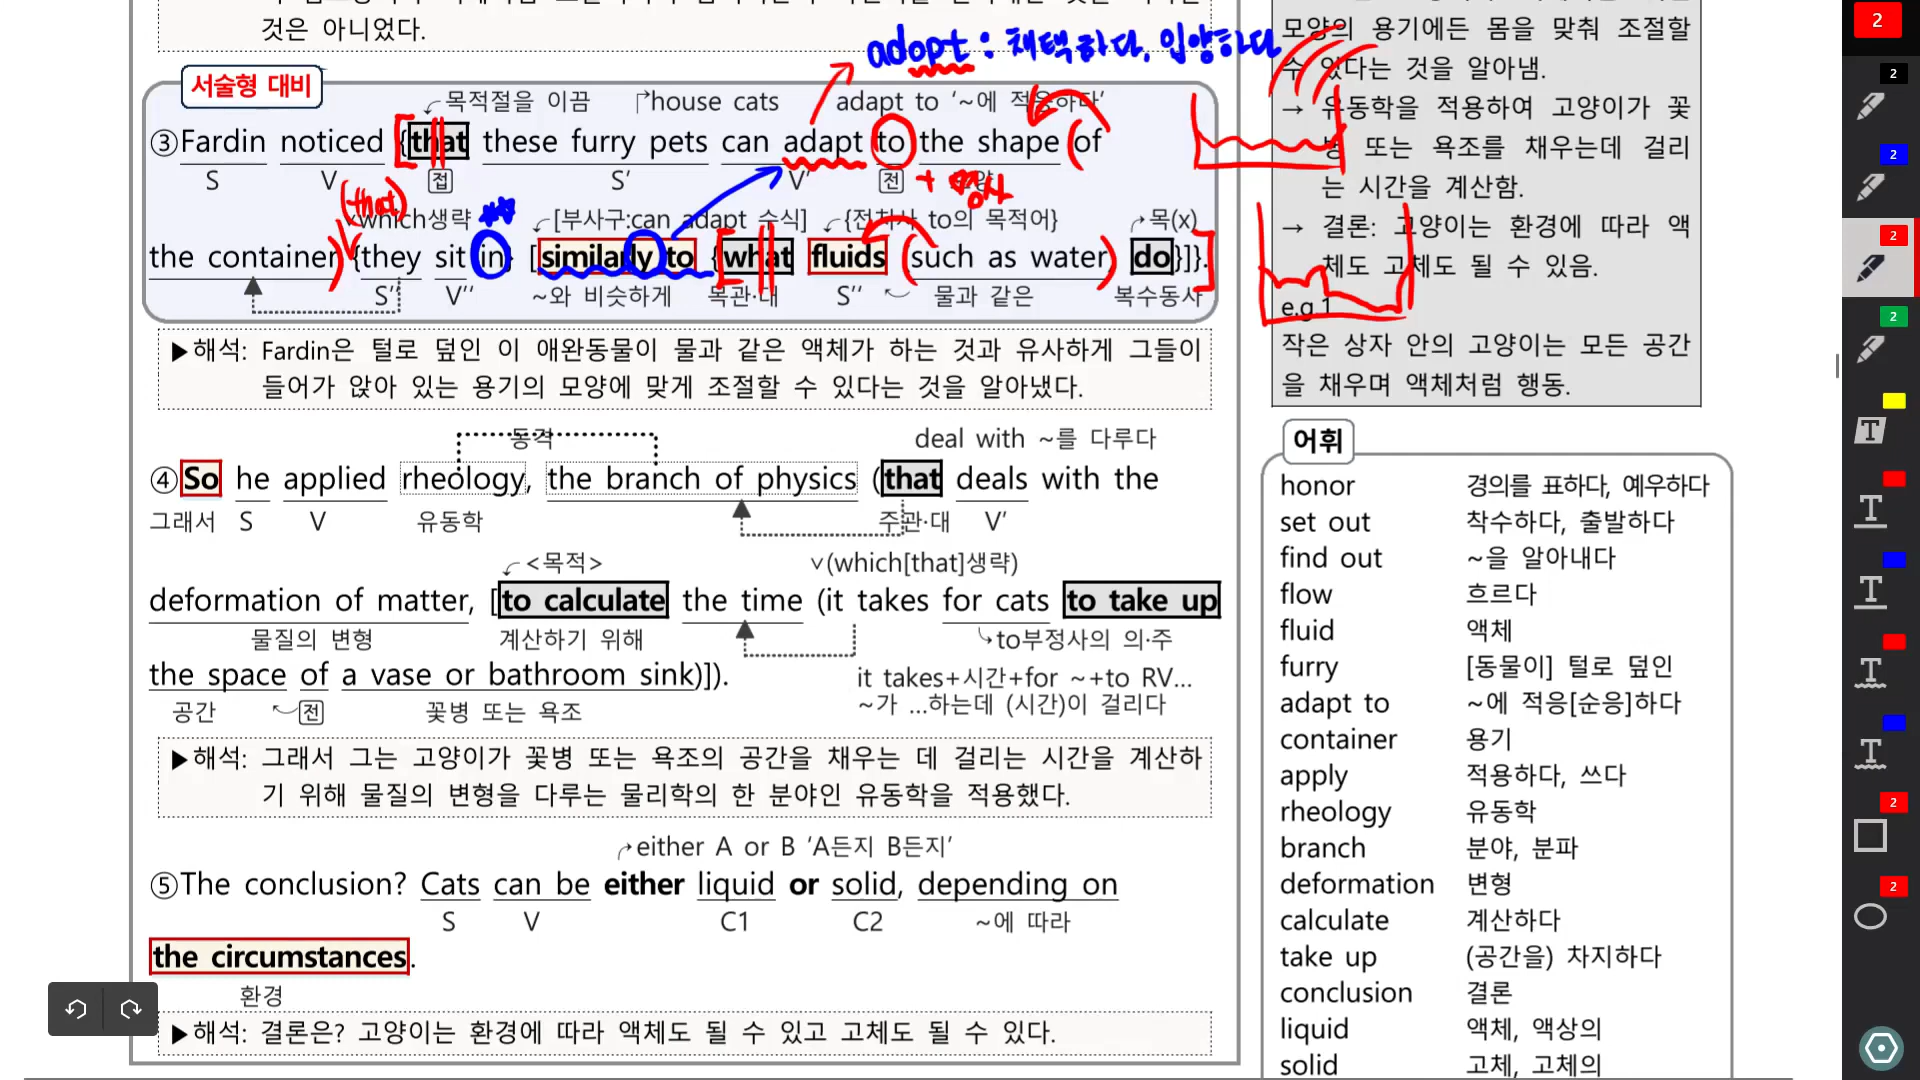 것은 아니었다.
adopt : 채택하다, 입양하다
서술형 대비
목적절을 이끔 house cats adapt to ‘~에 적응하다’
③Fardin noticed {that these furry pets can adapt to the shape (of
S V 접 S’ V’ 전 + 명사
(that)
which생략 [부사구:can adapt 수식] {전치사 to의 목적어} 목(x)
the container) {they sit in} [similarly to {what fluids (such as water) do}]}.
S’’ V’’ ~와 비슷하게 목관·대 S’’ 물과 같은 복수동사
▶해석: Fardin은 털로 덮인 이 애완동물이 물과 같은 액체가 하는 것과 유사하게 그들이
들어가 앉아 있는 용기의 모양에 맞게 조절할 수 있다는 것을 알아냈다.
동격 deal with ~를 다루다
④So he applied rheology, the branch of physics (that deals with the
그래서 S V 유동학 주관·대 V’
<목적> ∨(which[that]생략)
deformation of matter, [to calculate the time (it takes for cats to take up
물질의 변형 계산하기 위해 to부정사의 의·주
the space of a vase or bathroom sink)]).
it takes+시간+for ~+to RV...
공간 전 꽃병 또는 욕조
~가 ...하는데 (시간)이 걸리다
▶해석: 그래서 그는 고양이가 꽃병 또는 욕조의 공간을 채우는 데 걸리는 시간을 계산하
기 위해 물질의 변형을 다루는 물리학의 한 분야인 유동학을 적용했다.
either A or B ‘A든지 B든지’
⑤The conclusion? Cats can be either liquid or solid, depending on
S V C1 C2 ~에 따라
the circumstances.
환경
▶해석: 결론은? 고양이는 환경에 따라 액체도 될 수 있고 고체도 될 수 있다.
모양의 용기에든 몸을 맞춰 조절할
수 있다는 것을 알아냄.
→ 유동학을 적용하여 고양이가 꽃
병 또는 욕조를 채우는데 걸리
는 시간을 계산함.
→ 결론: 고양이는 환경에 따라 액
체도 고체도 될 수 있음.
e.g 1
작은 상자 안의 고양이는 모든 공간
을 채우며 액체처럼 행동.
어휘
honor 경의를 표하다, 예우하다
set out 착수하다, 출발하다
find out ~을 알아내다
flow 흐르다
fluid 액체
furry [동물이] 털로 덮인
adapt to ~에 적응[순응]하다
container 용기
apply 적용하다, 쓰다
rheology 유동학
branch 분야, 분파
deformation 변형
calculate 계산하다
take up (공간을) 차지하다
conclusion 결론
liquid 액체, 액상의
solid 고체, 고체의
2
2
2
2
2
T
T
T
T
T
2
2